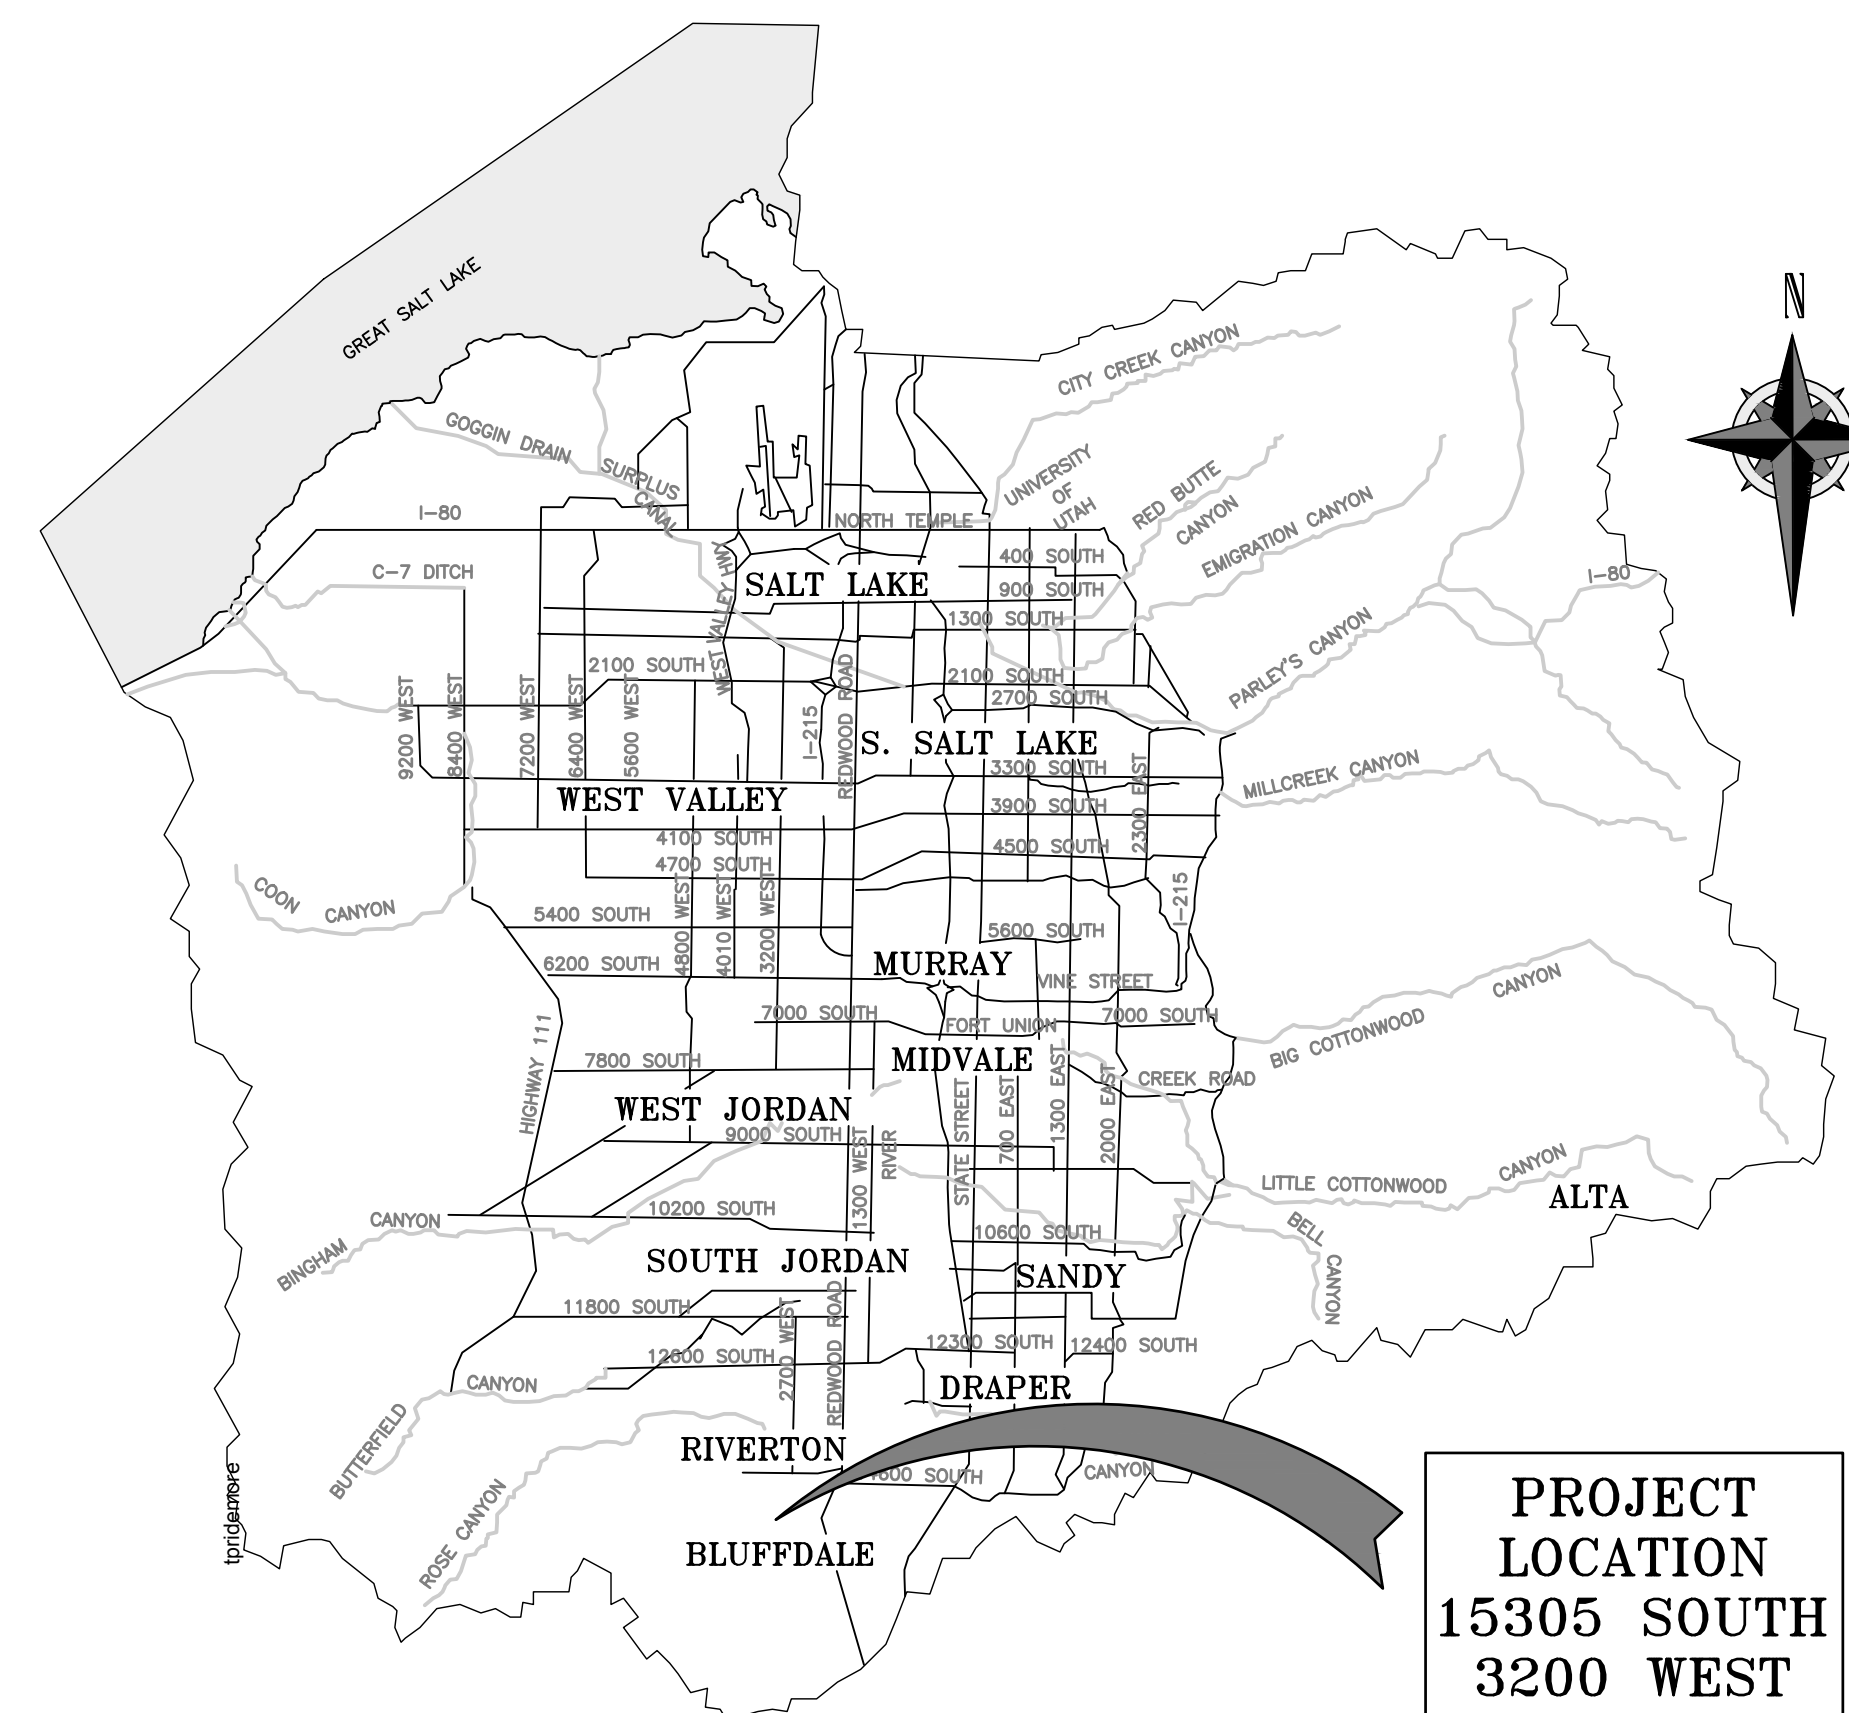 N
GREAT SALT LAKE
CITY CREEK CANYON
GOGGIN DRAIN
SURPLUS
CANAL
UNIVERSITY
OF
UTAH
RED BUTTE
CANYON
EMIGRATION CANYON
I-80
NORTH TEMPLE
I-80
C-7 DITCH
WEST VALLEY HWY
SALT LAKE
400 SOUTH
900 SOUTH
1300 SOUTH
PARLEY'S CANYON
2100 SOUTH
2100 SOUTH
2700 SOUTH
9200 WEST
8400 WEST
7200 WEST
6400 WEST
5600 WEST
I-215
REDWOOD ROAD
S. SALT LAKE
3300 SOUTH
2300 EAST
MILLCREEK CANYON
WEST VALLEY
3900 SOUTH
4100 SOUTH
4500 SOUTH
4700 SOUTH
COON CANYON
4800 WEST
4010 WEST
3200 WEST
I-215
5400 SOUTH
5600 SOUTH
6200 SOUTH
MURRAY
VINE STREET
CANYON
BIG COTTONWOOD
7000 SOUTH
FORT UNION
7000 SOUTH
HIGHWAY 111
7800 SOUTH
MIDVALE
1300 EAST
2000 EAST
CREEK ROAD
WEST JORDAN
STATE STREET
700 EAST
9000 SOUTH
1300 WEST
RIVER
CANYON
LITTLE COTTONWOOD
ALTA
10200 SOUTH
CANYON
BINGHAM
10600 SOUTH
BELL
CANYON
SOUTH JORDAN
SANDY
11800 SOUTH
2700 WEST
REDWOOD ROAD
12300 SOUTH
12400 SOUTH
12600 SOUTH
CANYON
BUTTERFIELD
DRAPER
RIVERTON
SOUTH
CANYON
ROSE CANYON
tpridemore
BLUFFDALE
PROJECT
LOCATION
15305 SOUTH
3200 WEST